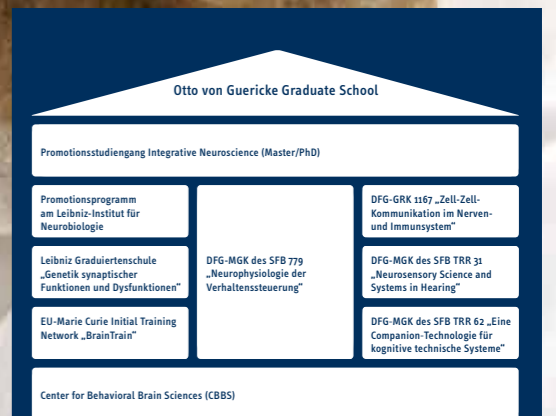 Otto von Guericke Graduate School
Promotionsstudiengang Integrative Neuroscience (Master/PhD)
Promotionsprogramm
am Leibniz-Institut für
Neurobiologie
Leibniz Graduiertenschule
„Genetik synaptischer
Funktionen und Dysfunktionen“
EU-Marie Curie Initial Training
Network „BrainTrain“
DFG-MGK des SFB 779
„Neurophysiologie der
Verhaltenssteuerung“
DFG-GRK 1167 „Zell-Zell-
Kommunikation im Nerven-
und Immunsystem“
DFG-MGK des SFB TRR 31
„Neurosensory Science and
Systems in Hearing“
DFG-MGK des SFB TRR 62 „Eine
Companion-Technologie für
kognitive technische Systeme“
Center for Behavioral Brain Sciences (CBBS)